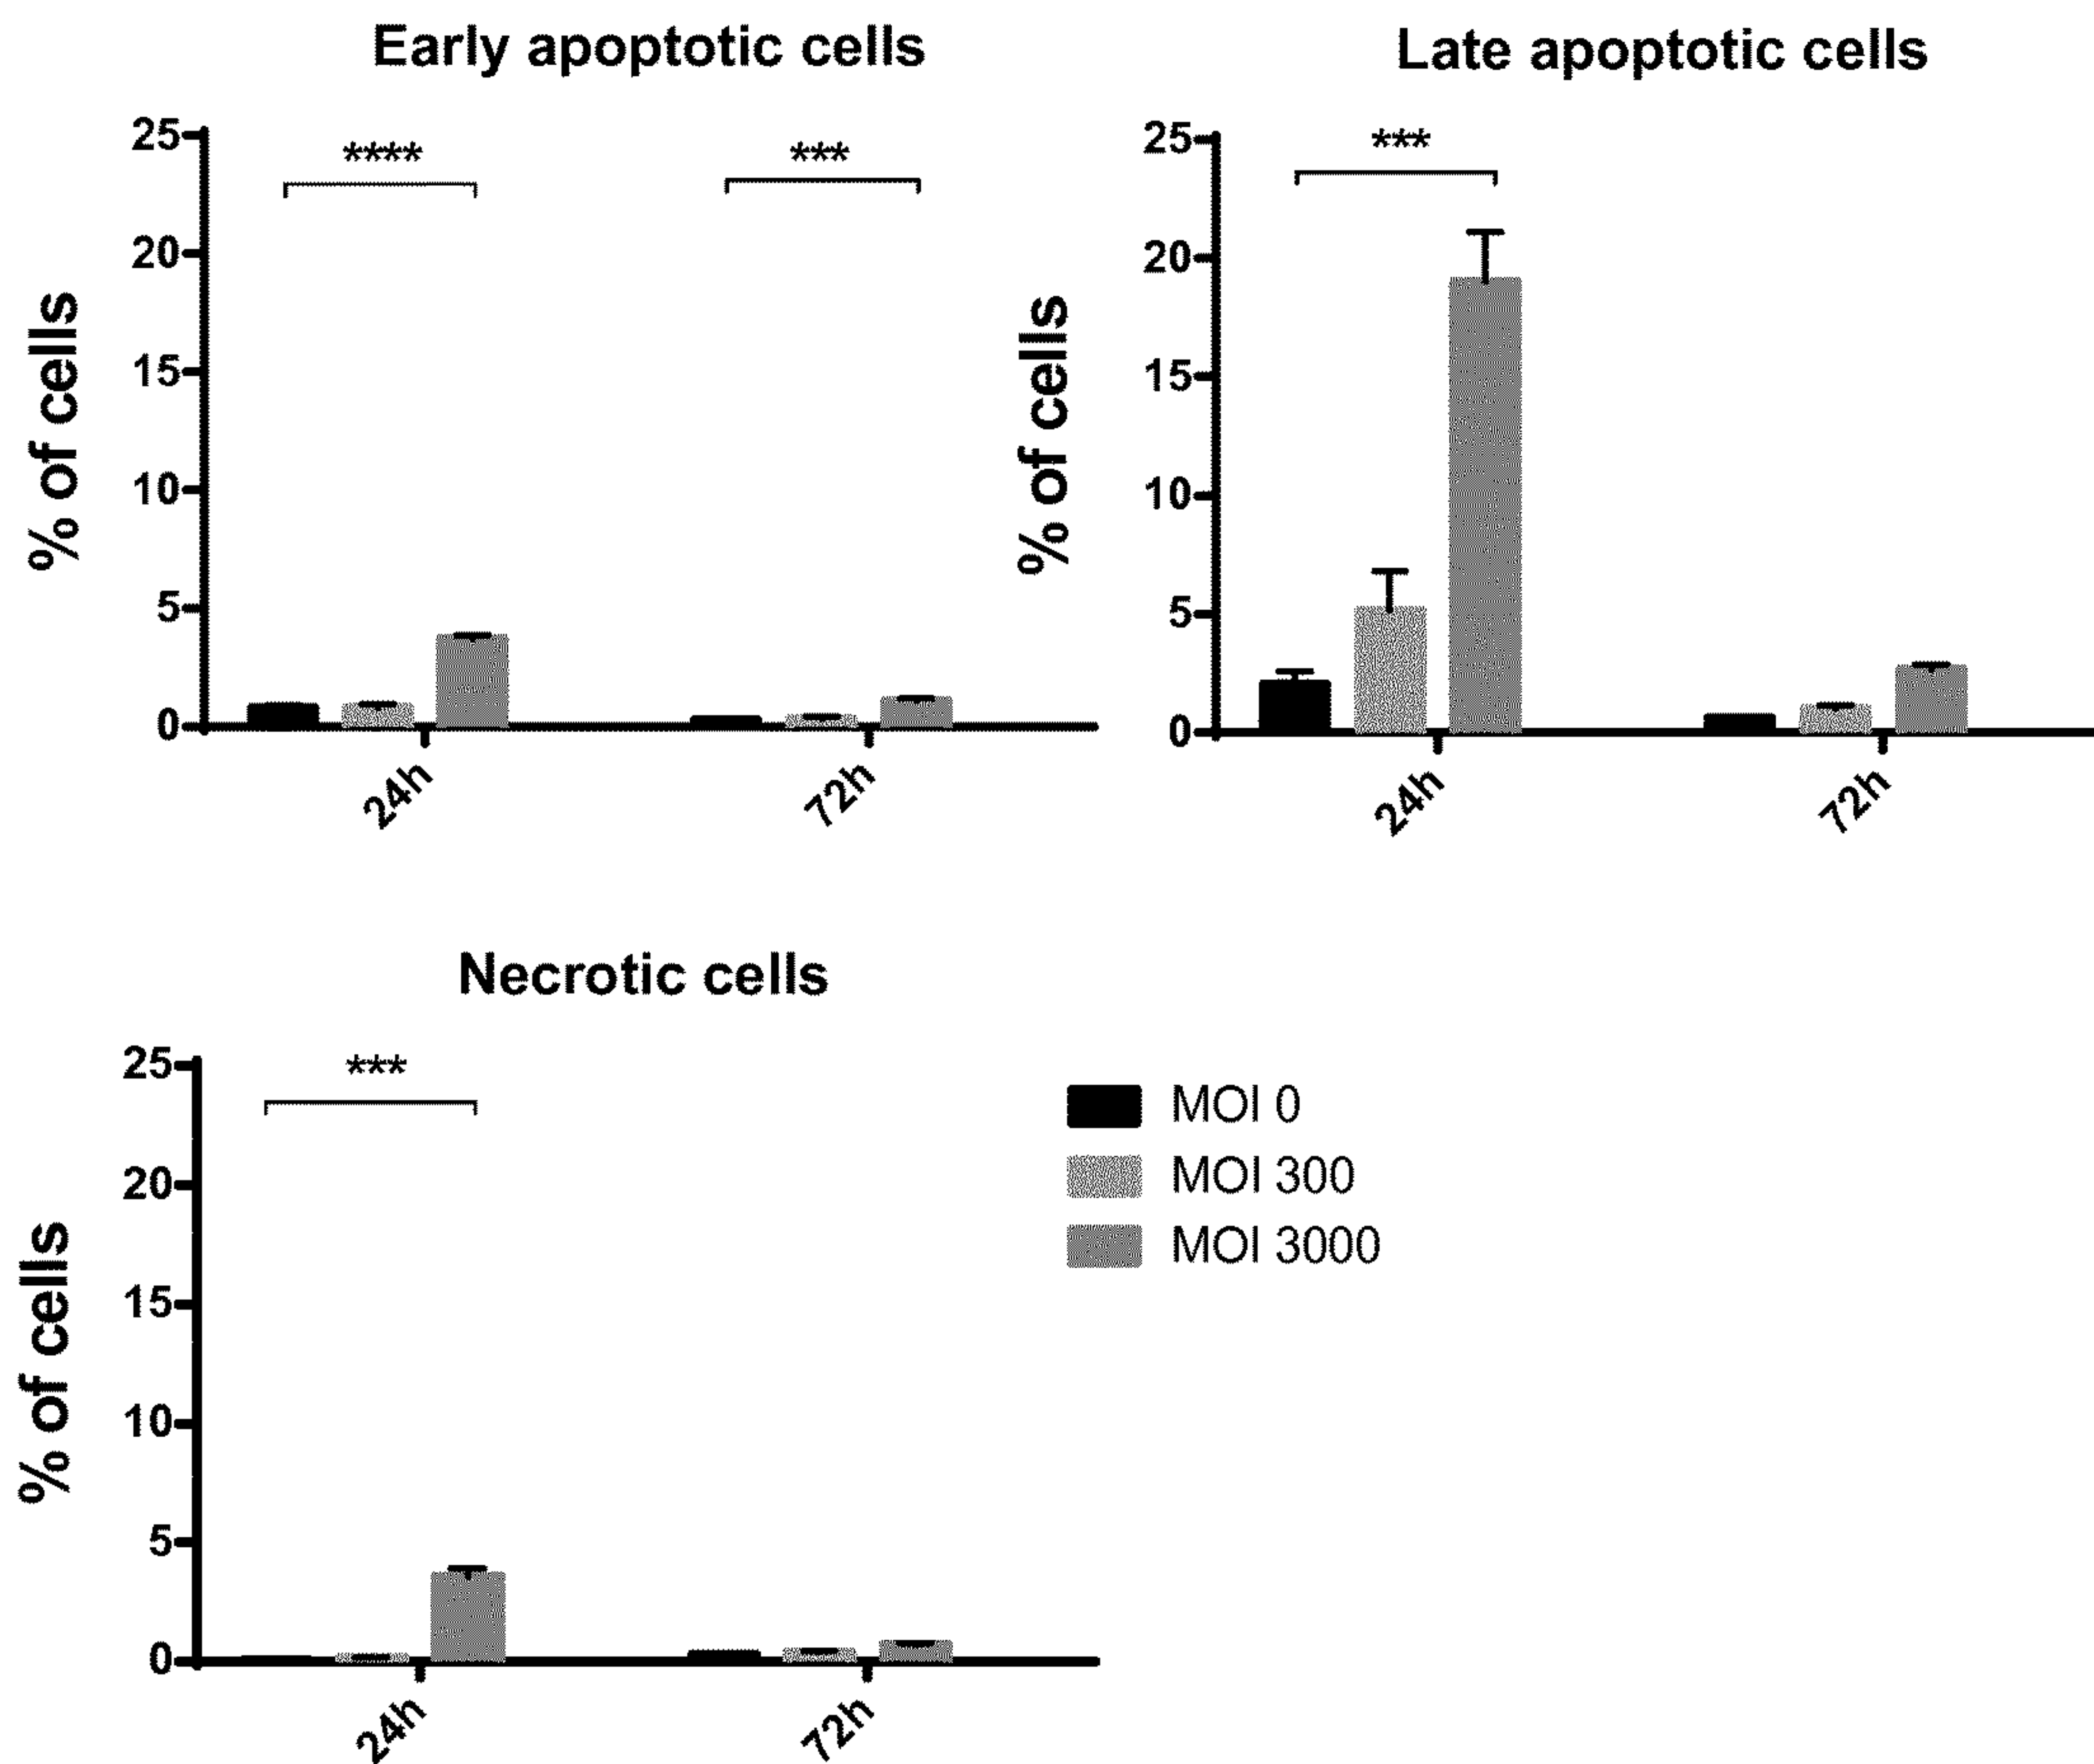 Early apoptotic cells
% of cells
25
20
15
10
5
0
****
***
24h
72h
Late apoptotic cells
% of cells
25
20
15
10
5
0
***
24h
72h
Necrotic cells
% of cells
25
20
15
10
5
0
***
24h
72h
MOI 0
MOI 300
MOI 3000